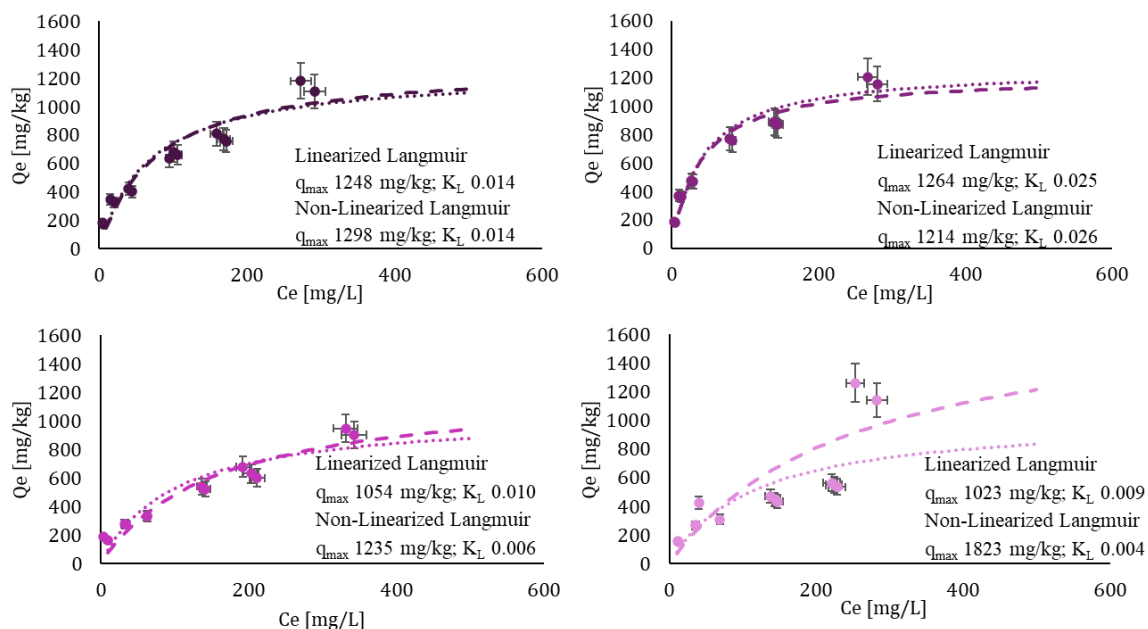 1600
1400
1200
1000
800
600
400
200
0
Qe [mg/kg]
0
200
400
600
Ce [mg/L]
Linearized Langmuir
qmax 1248 mg/kg; KL 0.014
Non-Linearized Langmuir
qmax 1298 mg/kg; KL 0.014
1600
1400
1200
1000
800
600
400
200
0
Qe [mg/kg]
0
200
400
600
Ce [mg/L]
Linearized Langmuir
qmax 1264 mg/kg; KL 0.025
Non-Linearized Langmuir
qmax 1214 mg/kg; KL 0.026
1600
1400
1200
1000
800
600
400
200
0
Qe [mg/kg]
0
200
400
600
Ce [mg/L]
Linearized Langmuir
qmax 1054 mg/kg; KL 0.010
Non-Linearized Langmuir
qmax 1235 mg/kg; KL 0.006
1600
1400
1200
1000
800
600
400
200
0
Qe [mg/kg]
0
200
400
600
Ce [mg/L]
Linearized Langmuir
qmax 1023 mg/kg; KL 0.009
Non-Linearized Langmuir
qmax 1823 mg/kg; KL 0.004